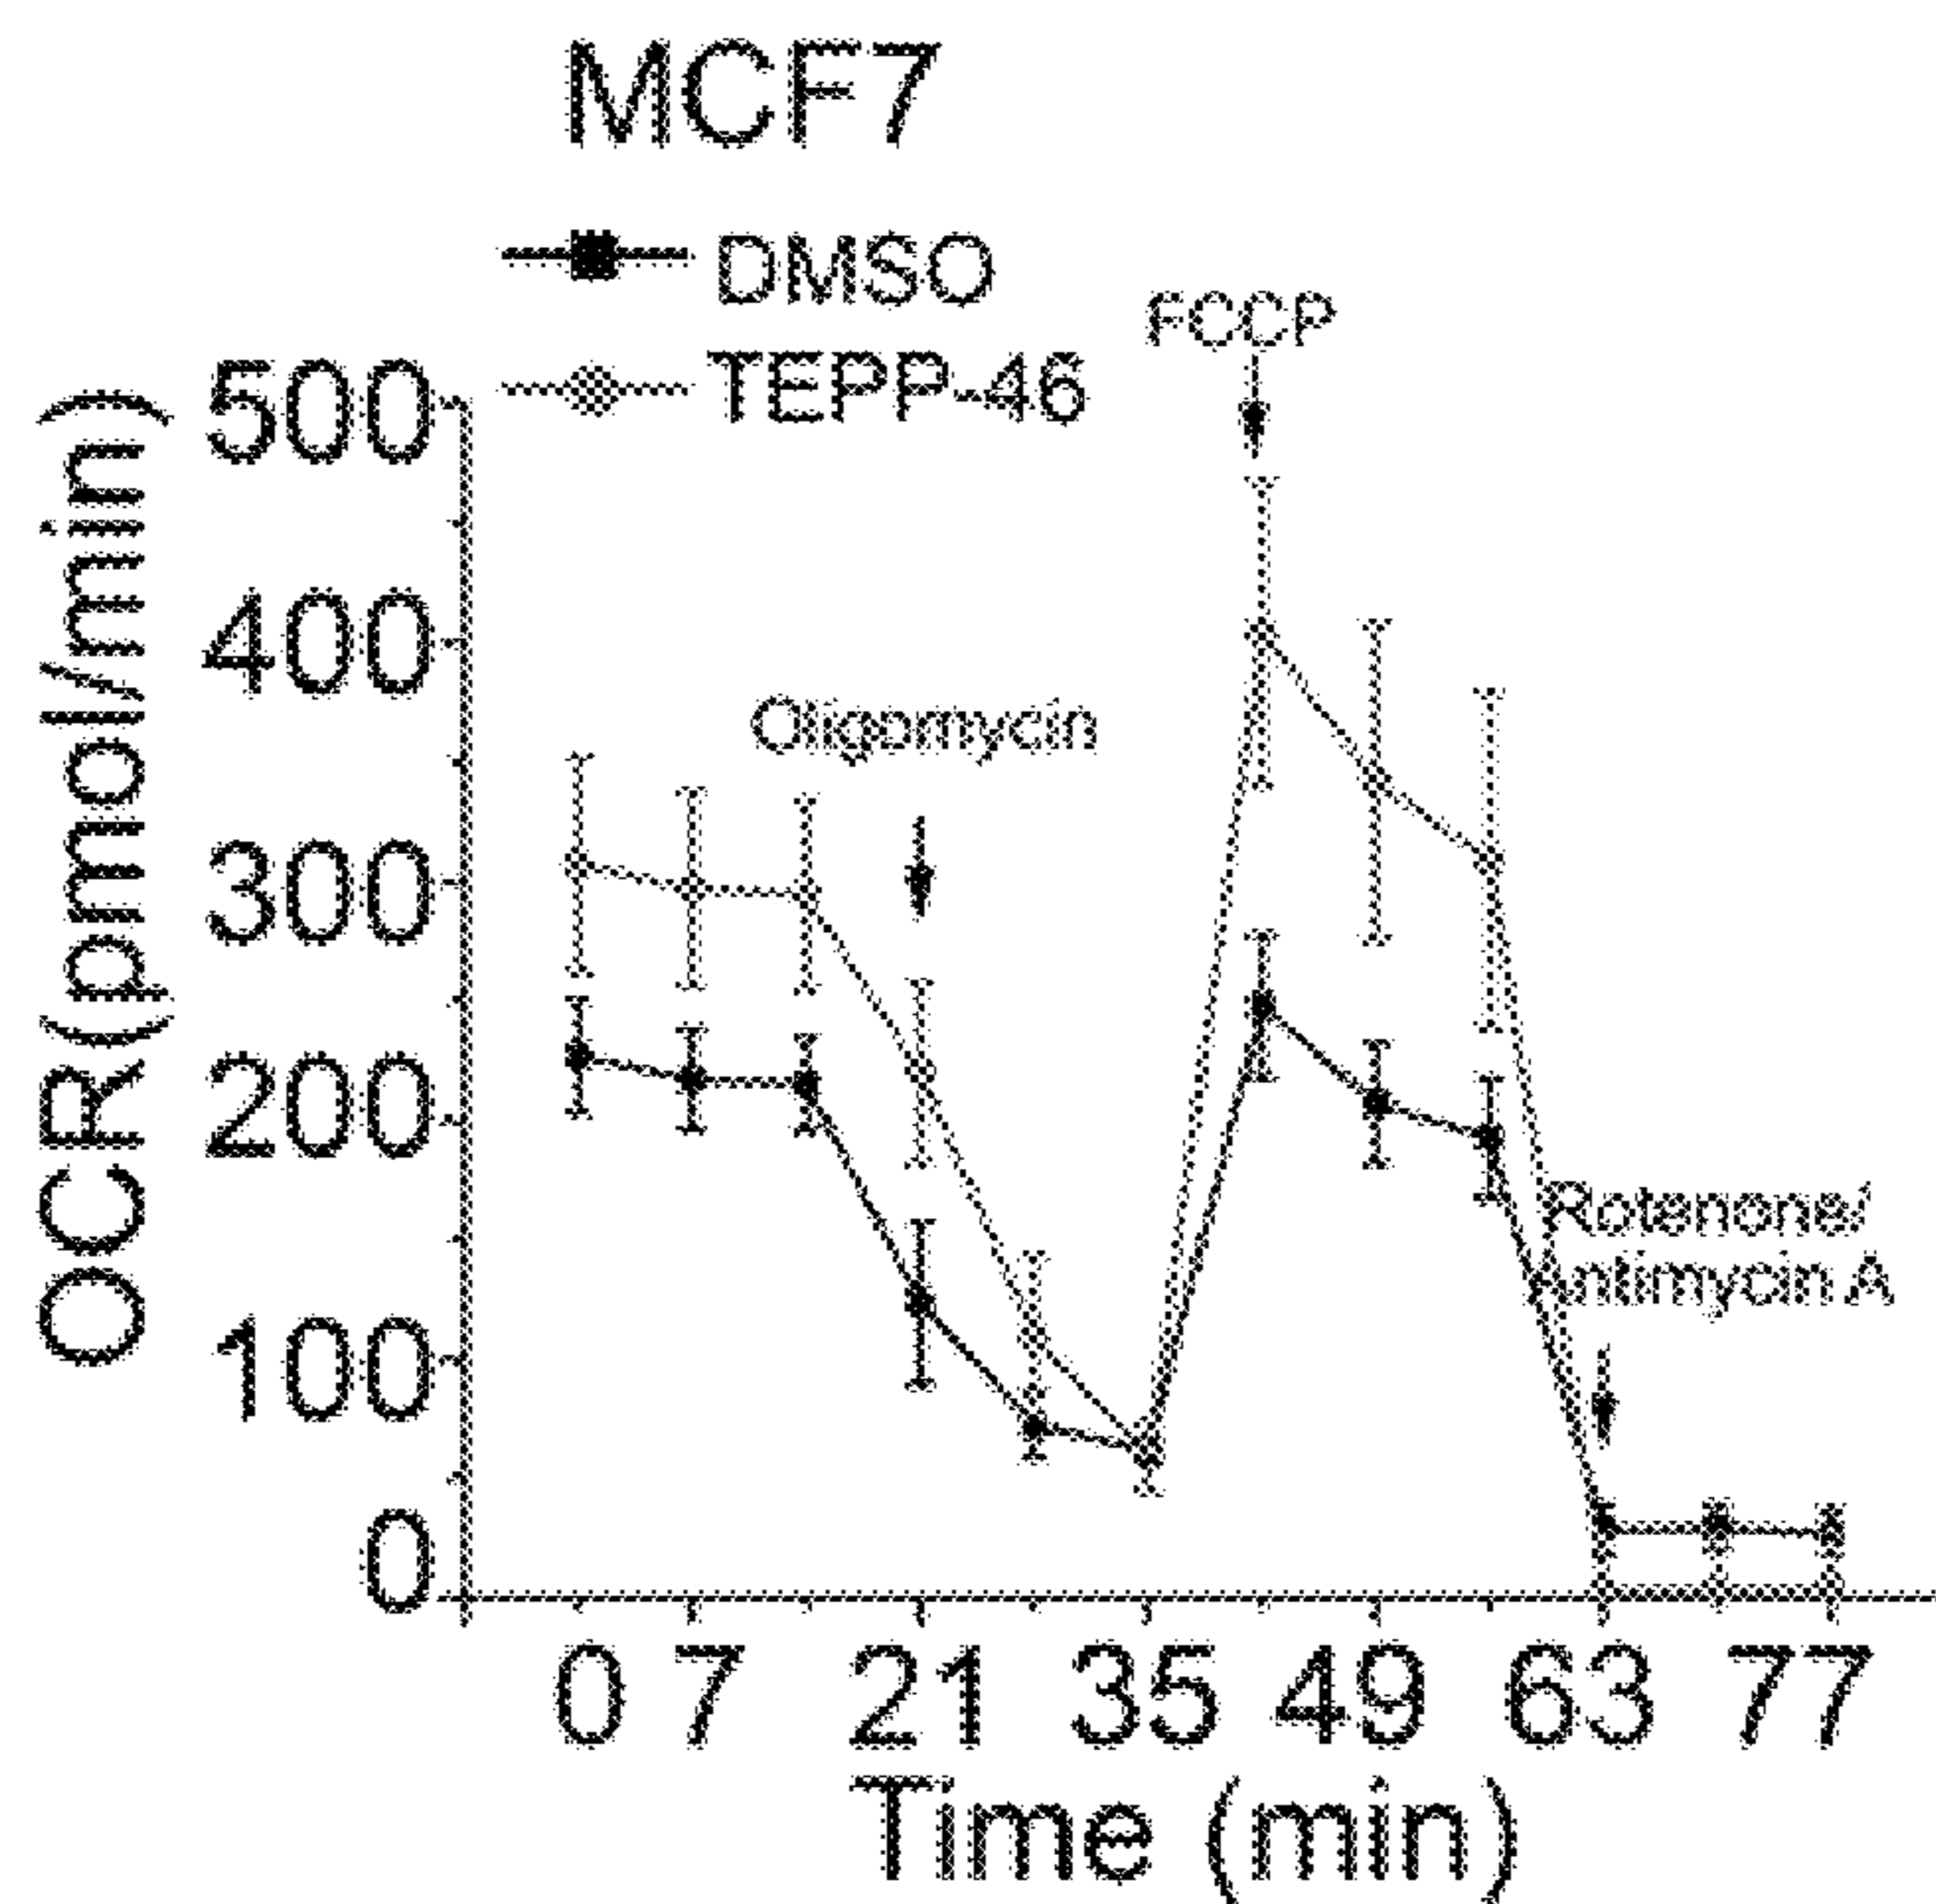 MCF7
DMSO
TEPP-46
FCCP
Oligomycin
Rotenone/
Antimycin A
OCR(pmol/min)
500
400
300
200
100
0
0 7 21 35 49 63 77
Time (min)